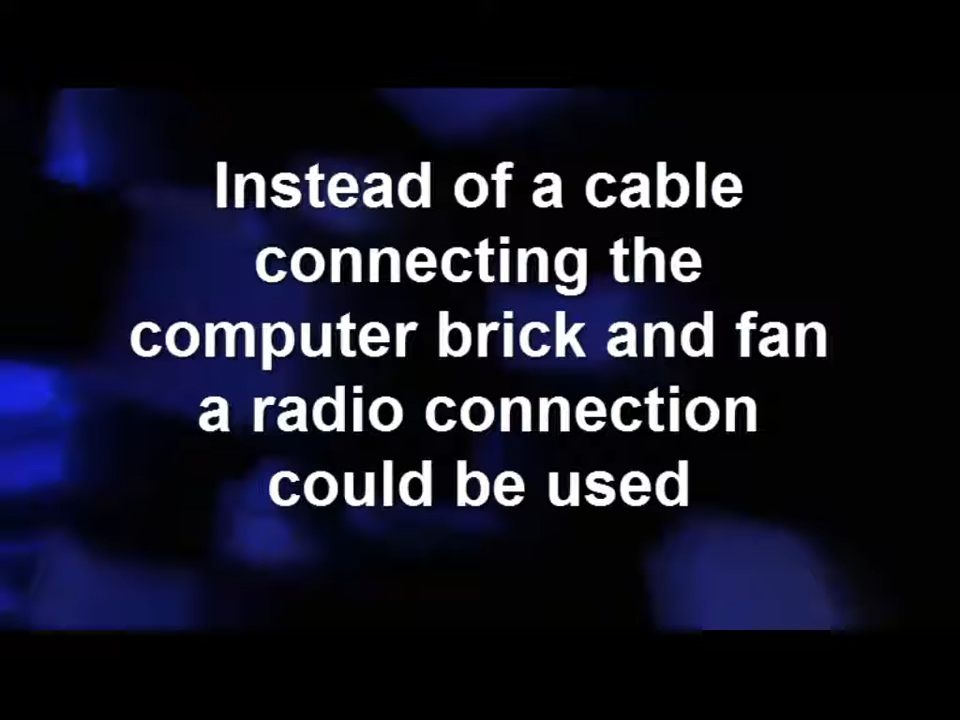 Instead of a cable
connecting the
computer brick and fan
a radio connection
could be used